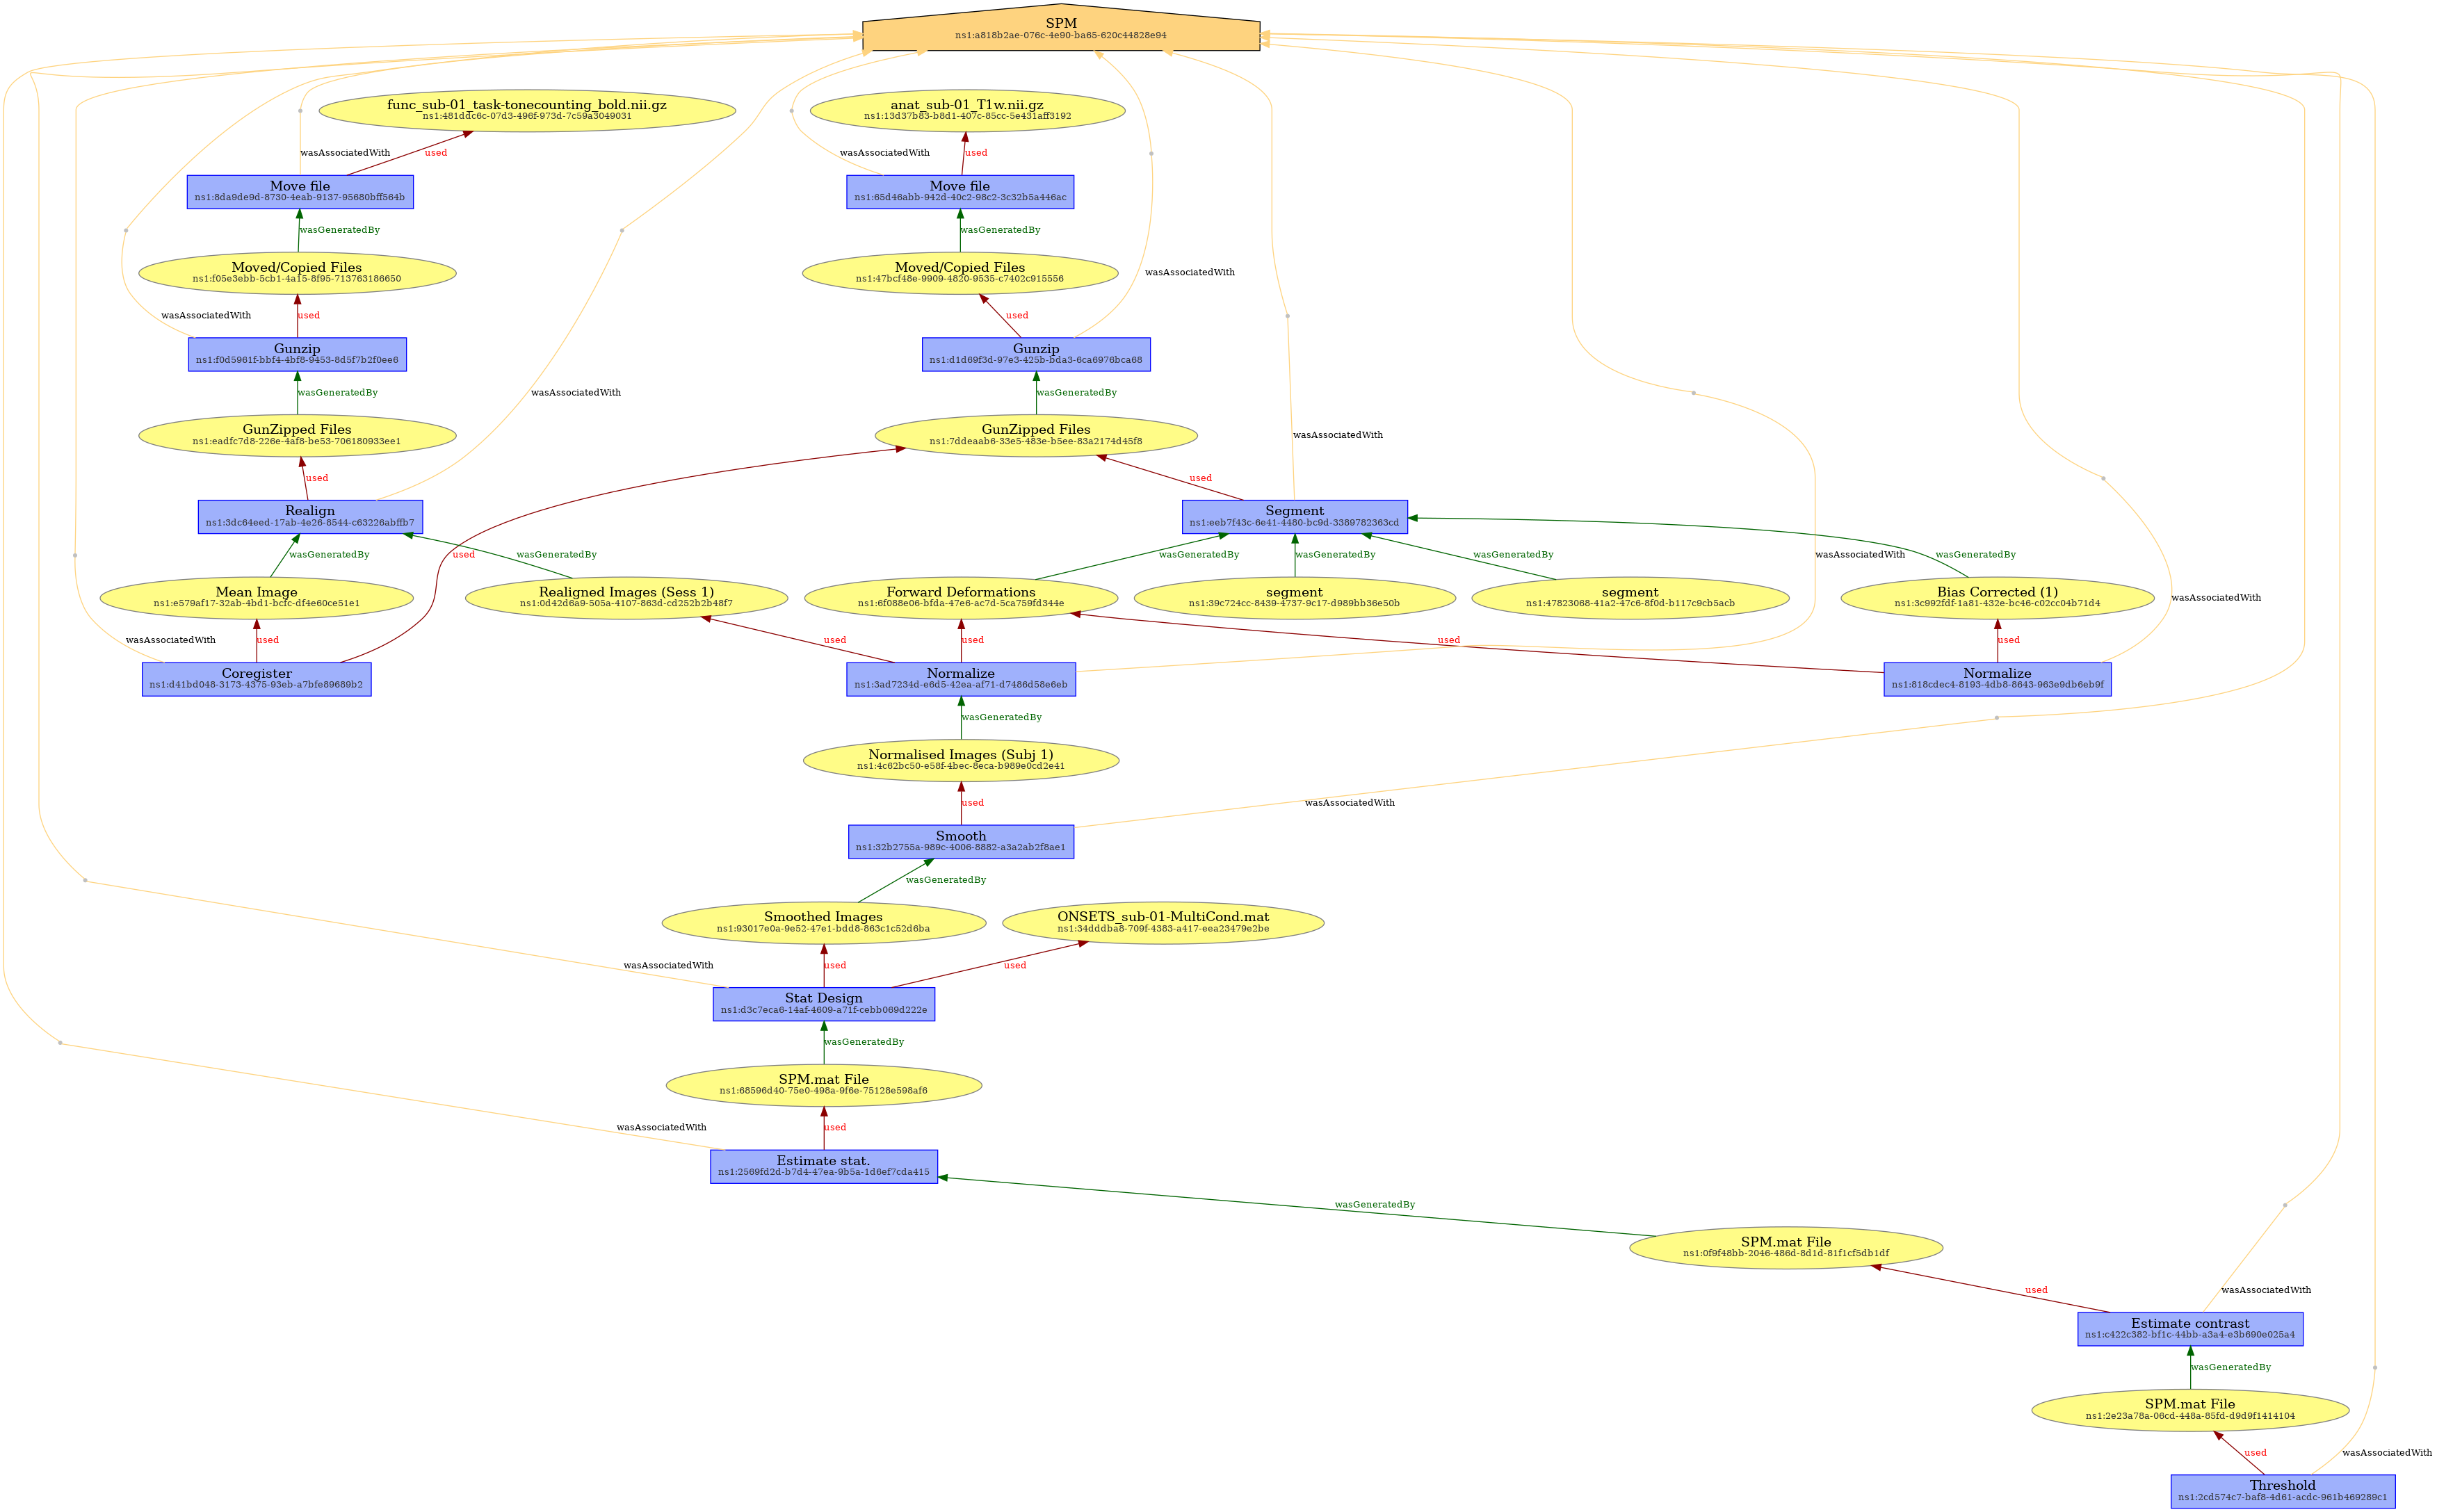 SPM
ns1:a818b2ae-076c-4e90-ba65-620c44828e94
func_sub-01_task-tonecounting_bold.nii.gz
ns1:481ddc6c-07d3-496f-973d-7c59a3049031
anat_sub-01_T1w.nii.gz
ns1:13d37b83-b8d1-407c-85cc-5e431aff3192
wasAssociatedWith
used
wasAssociatedWith
used
Move file
ns1:8da9de9d-8730-4eab-9137-95680bff564b
Move file
ns1:65d46abb-942d-40c2-98c2-3c32b5a446ac
wasGeneratedBy
wasGeneratedBy
Moved/Copied Files
ns1:f05e3ebb-5cb1-4a15-8f95-713763186650
Moved/Copied Files
ns1:47bcf48e-9909-4820-9535-c7402c915556
wasAssociatedWith
wasAssociatedWith
used
used
Gunzip
ns1:f0d5961f-bbf4-4bf8-9453-8d5f7b2f0ee6
Gunzip
ns1:d1d69f3d-97e3-425b-bda3-6ca6976bca68
wasGeneratedBy
wasAssociatedWith
wasGeneratedBy
GunZipped Files
ns1:eadfc7d8-226e-4af8-be53-706180933ee1
GunZipped Files
ns1:7ddeaab6-33e5-483e-b5ee-83a2174d45f8
wasAssociatedWith
used
used
Realign
ns1:3dc64eed-17ab-4e26-8544-c63226abffb7
Segment
ns1:eeb7f43c-6e41-4480-bc9d-3389782363cd
wasGeneratedBy
used
wasGeneratedBy
wasGeneratedBy
wasGeneratedBy
wasGeneratedBy
wasAssociatedWith
wasGeneratedBy
Mean Image
ns1:e579af17-32ab-4bd1-bcfc-df4e60ce51e1
Realigned Images (Sess 1)
ns1:0d42d6a9-505a-4107-863d-cd252b2b48f7
Forward Deformations
ns1:6f088e06-bfda-47e6-ac7d-5ca759fd344e
segment
ns1:39c724cc-8439-4737-9c17-d989bb36e50b
segment
ns1:47823068-41a2-47c6-8f0d-b117c9cb5acb
Bias Corrected (1)
ns1:3c992fdf-1a81-432e-bc46-c02cc04b71d4
wasAssociatedWith
wasAssociatedWith
used
used
used
used
used
Coregister
ns1:d41bd048-3173-4375-93eb-a7bfe89689b2
Normalize
ns1:3ad7234d-e6d5-42ea-af71-d7486d58e6eb
Normalize
ns1:818cdec4-8193-4db8-8643-963e9db6eb9f
wasGeneratedBy
Normalised Images (Subj 1)
ns1:4c62bc50-e58f-4bec-8eca-b989e0cd2e41
used
wasAssociatedWith
Smooth
ns1:32b2755a-989c-4006-8882-a3a2ab2f8ae1
wasGeneratedBy
Smoothed Images
ns1:93017e0a-9e52-47e1-bdd8-863c1c52d6ba
ONSETS_sub-01-MultiCond.mat
ns1:34dddba8-709f-4383-a417-eea23479e2be
wasAssociatedWith
used
used
Stat Design
ns1:d3c7eca6-14af-4609-a71f-cebb069d222e
wasGeneratedBy
SPM.mat File
ns1:68596d40-75e0-498a-9f6e-75128e598af6
wasAssociatedWith
used
Estimate stat.
ns1:2569fd2d-b7d4-47ea-9b5a-1d6ef7cda415
wasGeneratedBy
SPM.mat File
ns1:0f9f48bb-2046-486d-8d1d-81f1cf5db1df
used
wasAssociatedWith
Estimate contrast
ns1:c422c382-bf1c-44bb-a3a4-e3b690e025a4
wasGeneratedBy
SPM.mat File
ns1:2e23a78a-06cd-448a-85fd-d9d9f1414104
used
wasAssociatedWith
Threshold
ns1:2cd574c7-baf8-4d61-acdc-961b469289c1